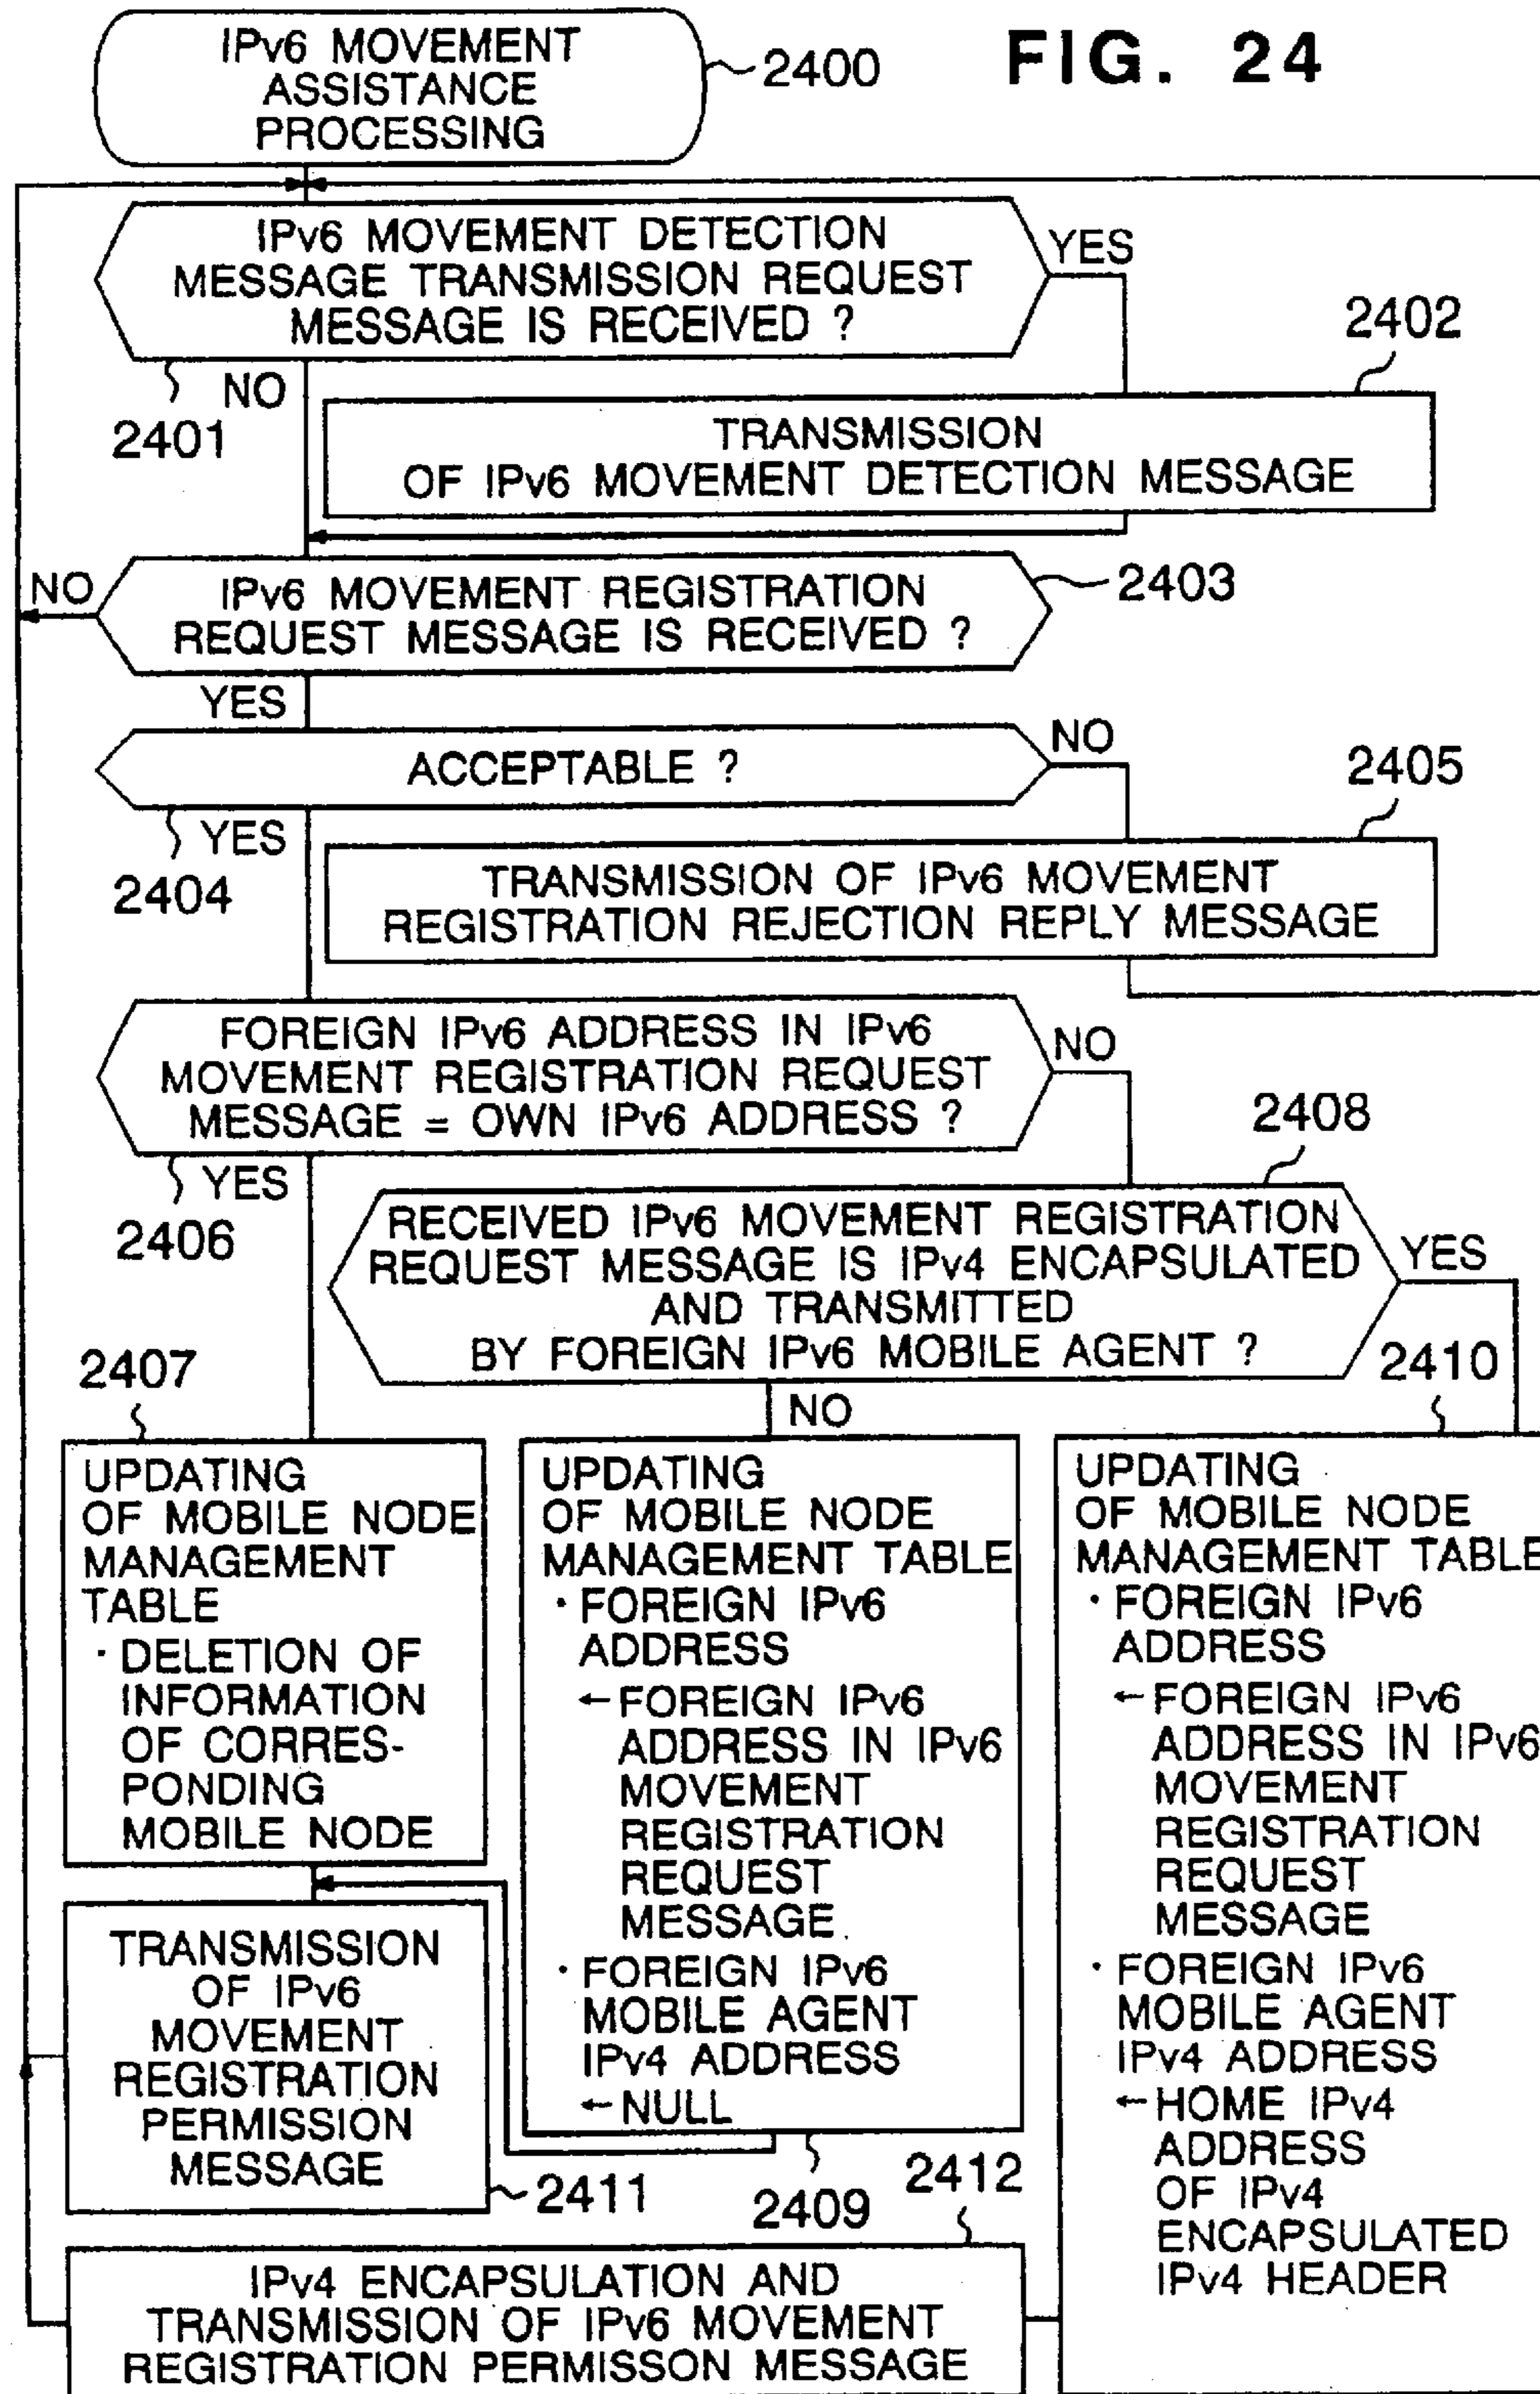 FIG. 24
IPv6 MOVEMENT
ASSISTANCE
PROCESSING
2400
IPv6 MOVEMENT DETECTION
MESSAGE TRANSMISSION REQUEST
MESSAGE IS RECEIVED ?
YES
NO
2401
2402
TRANSMISSION
OF IPv6 MOVEMENT DETECTION MESSAGE
NO
IPv6 MOVEMENT REGISTRATION
REQUEST MESSAGE IS RECEIVED ?
2403
YES
ACCEPTABLE ?
NO
YES
2404
2405
TRANSMISSION OF IPv6 MOVEMENT
REGISTRATION REJECTION REPLY MESSAGE
FOREIGN IPv6 ADDRESS IN IPv6
MOVEMENT REGISTRATION REQUEST
MESSAGE = OWN IPv6 ADDRESS ?
NO
YES
2406
2408
RECEIVED IPv6 MOVEMENT REGISTRATION
REQUEST MESSAGE IS IPv4 ENCAPSULATED
AND TRANSMITTED
BY FOREIGN IPv6 MOBILE AGENT ?
YES
NO
2407
UPDATING
OF MOBILE NODE
MANAGEMENT
TABLE
· DELETION OF
INFORMATION
OF CORRES-
PONDING
MOBILE NODE
UPDATING
OF MOBILE NODE
MANAGEMENT TABLE
· FOREIGN IPv6
ADDRESS
← FOREIGN IPv6
ADDRESS IN IPv6
MOVEMENT
REGISTRATION
REQUEST
MESSAGE
· FOREIGN IPv6
MOBILE AGENT
IPv4 ADDRESS
← NULL
2409
2410
UPDATING
OF MOBILE NODE
MANAGEMENT TABLE
· FOREIGN IPv6
ADDRESS
← FOREIGN IPv6
ADDRESS IN IPv6
MOVEMENT
REGISTRATION
REQUEST
MESSAGE
· FOREIGN IPv6
MOBILE AGENT
IPv4 ADDRESS
← HOME IPv4
ADDRESS
OF IPv4
ENCAPSULATED
IPv4 HEADER
TRANSMISSION
OF IPv6
MOVEMENT
REGISTRATION
PERMISSION
MESSAGE
2411
2412
IPv4 ENCAPSULATION AND
TRANSMISSION OF IPv6 MOVEMENT
REGISTRATION PERMISSON MESSAGE